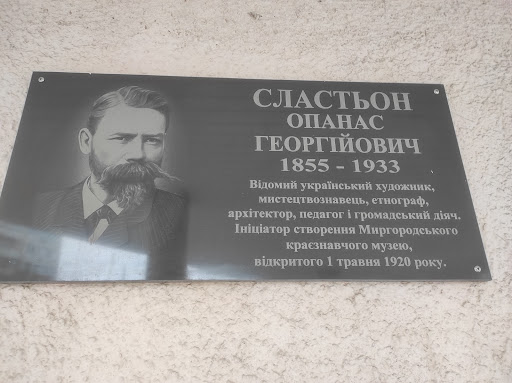 СЛАСТЬОН
ОПАНАС
ГЕОРГІЙОВИЧ
1855 - 1933
Відомий український художник,
мистецтвознавець, етнограф,
архітектор, педагог і громадський діяч.
Ініціатор створення Миргородського
краєзнавчого музею,
відкритого 1 травня 1920 року.